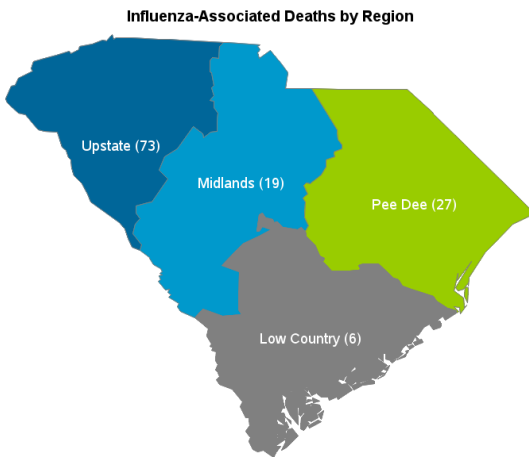 Influenza-Associated Deaths by Region
Upstate (73)
Midlands (19)
Pee Dee (27)
Low Country (6)